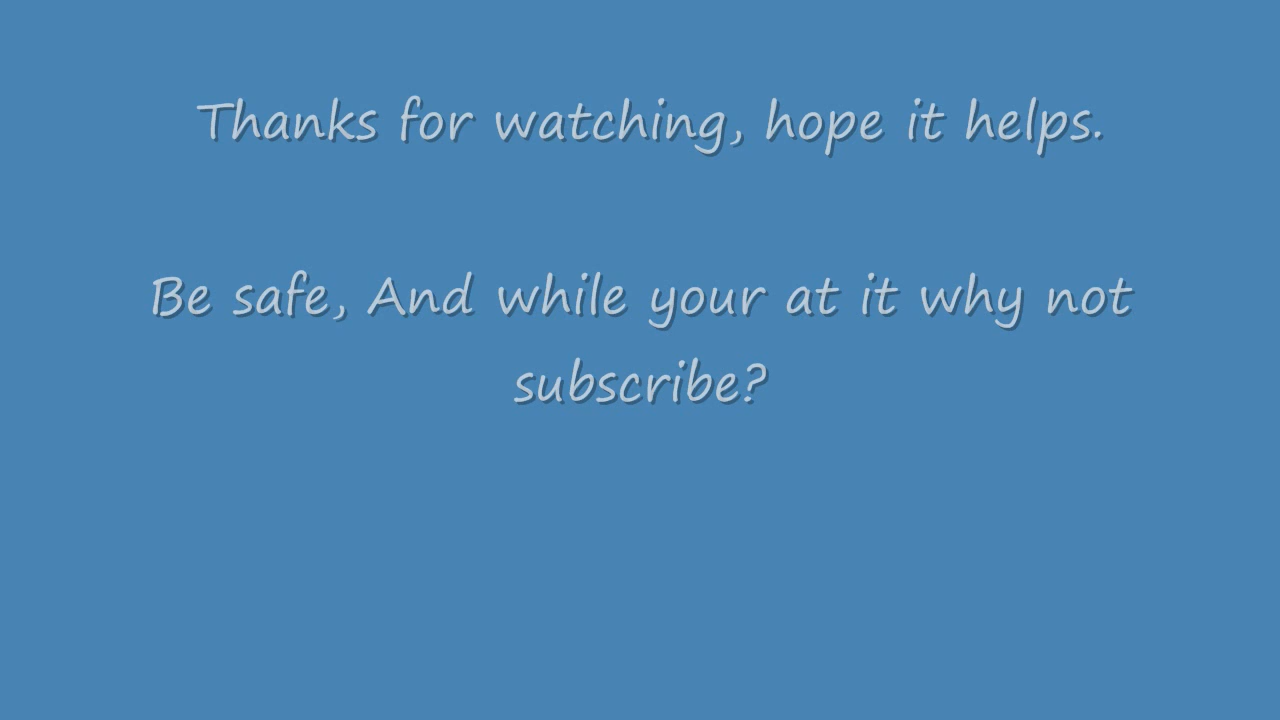 Thanks for watching, hope it helps.
Be safe, And while your at it why not
subscribe?